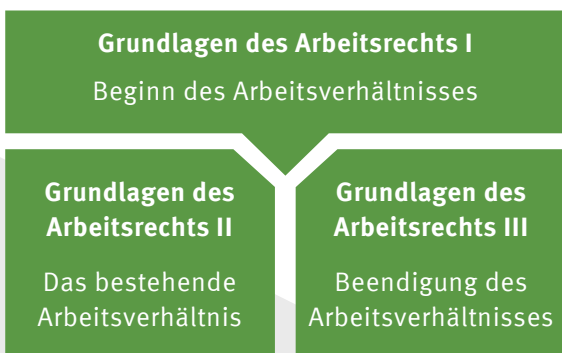 Grundlagen des Arbeitsrechts I
Beginn des Arbeitsverhältnisses
Grundlagen des
Arbeitsrechts II
Das bestehende
Arbeitsverhältnis
Grundlagen des
Arbeitsrechts III
Beendigung des
Arbeitsverhältnisses